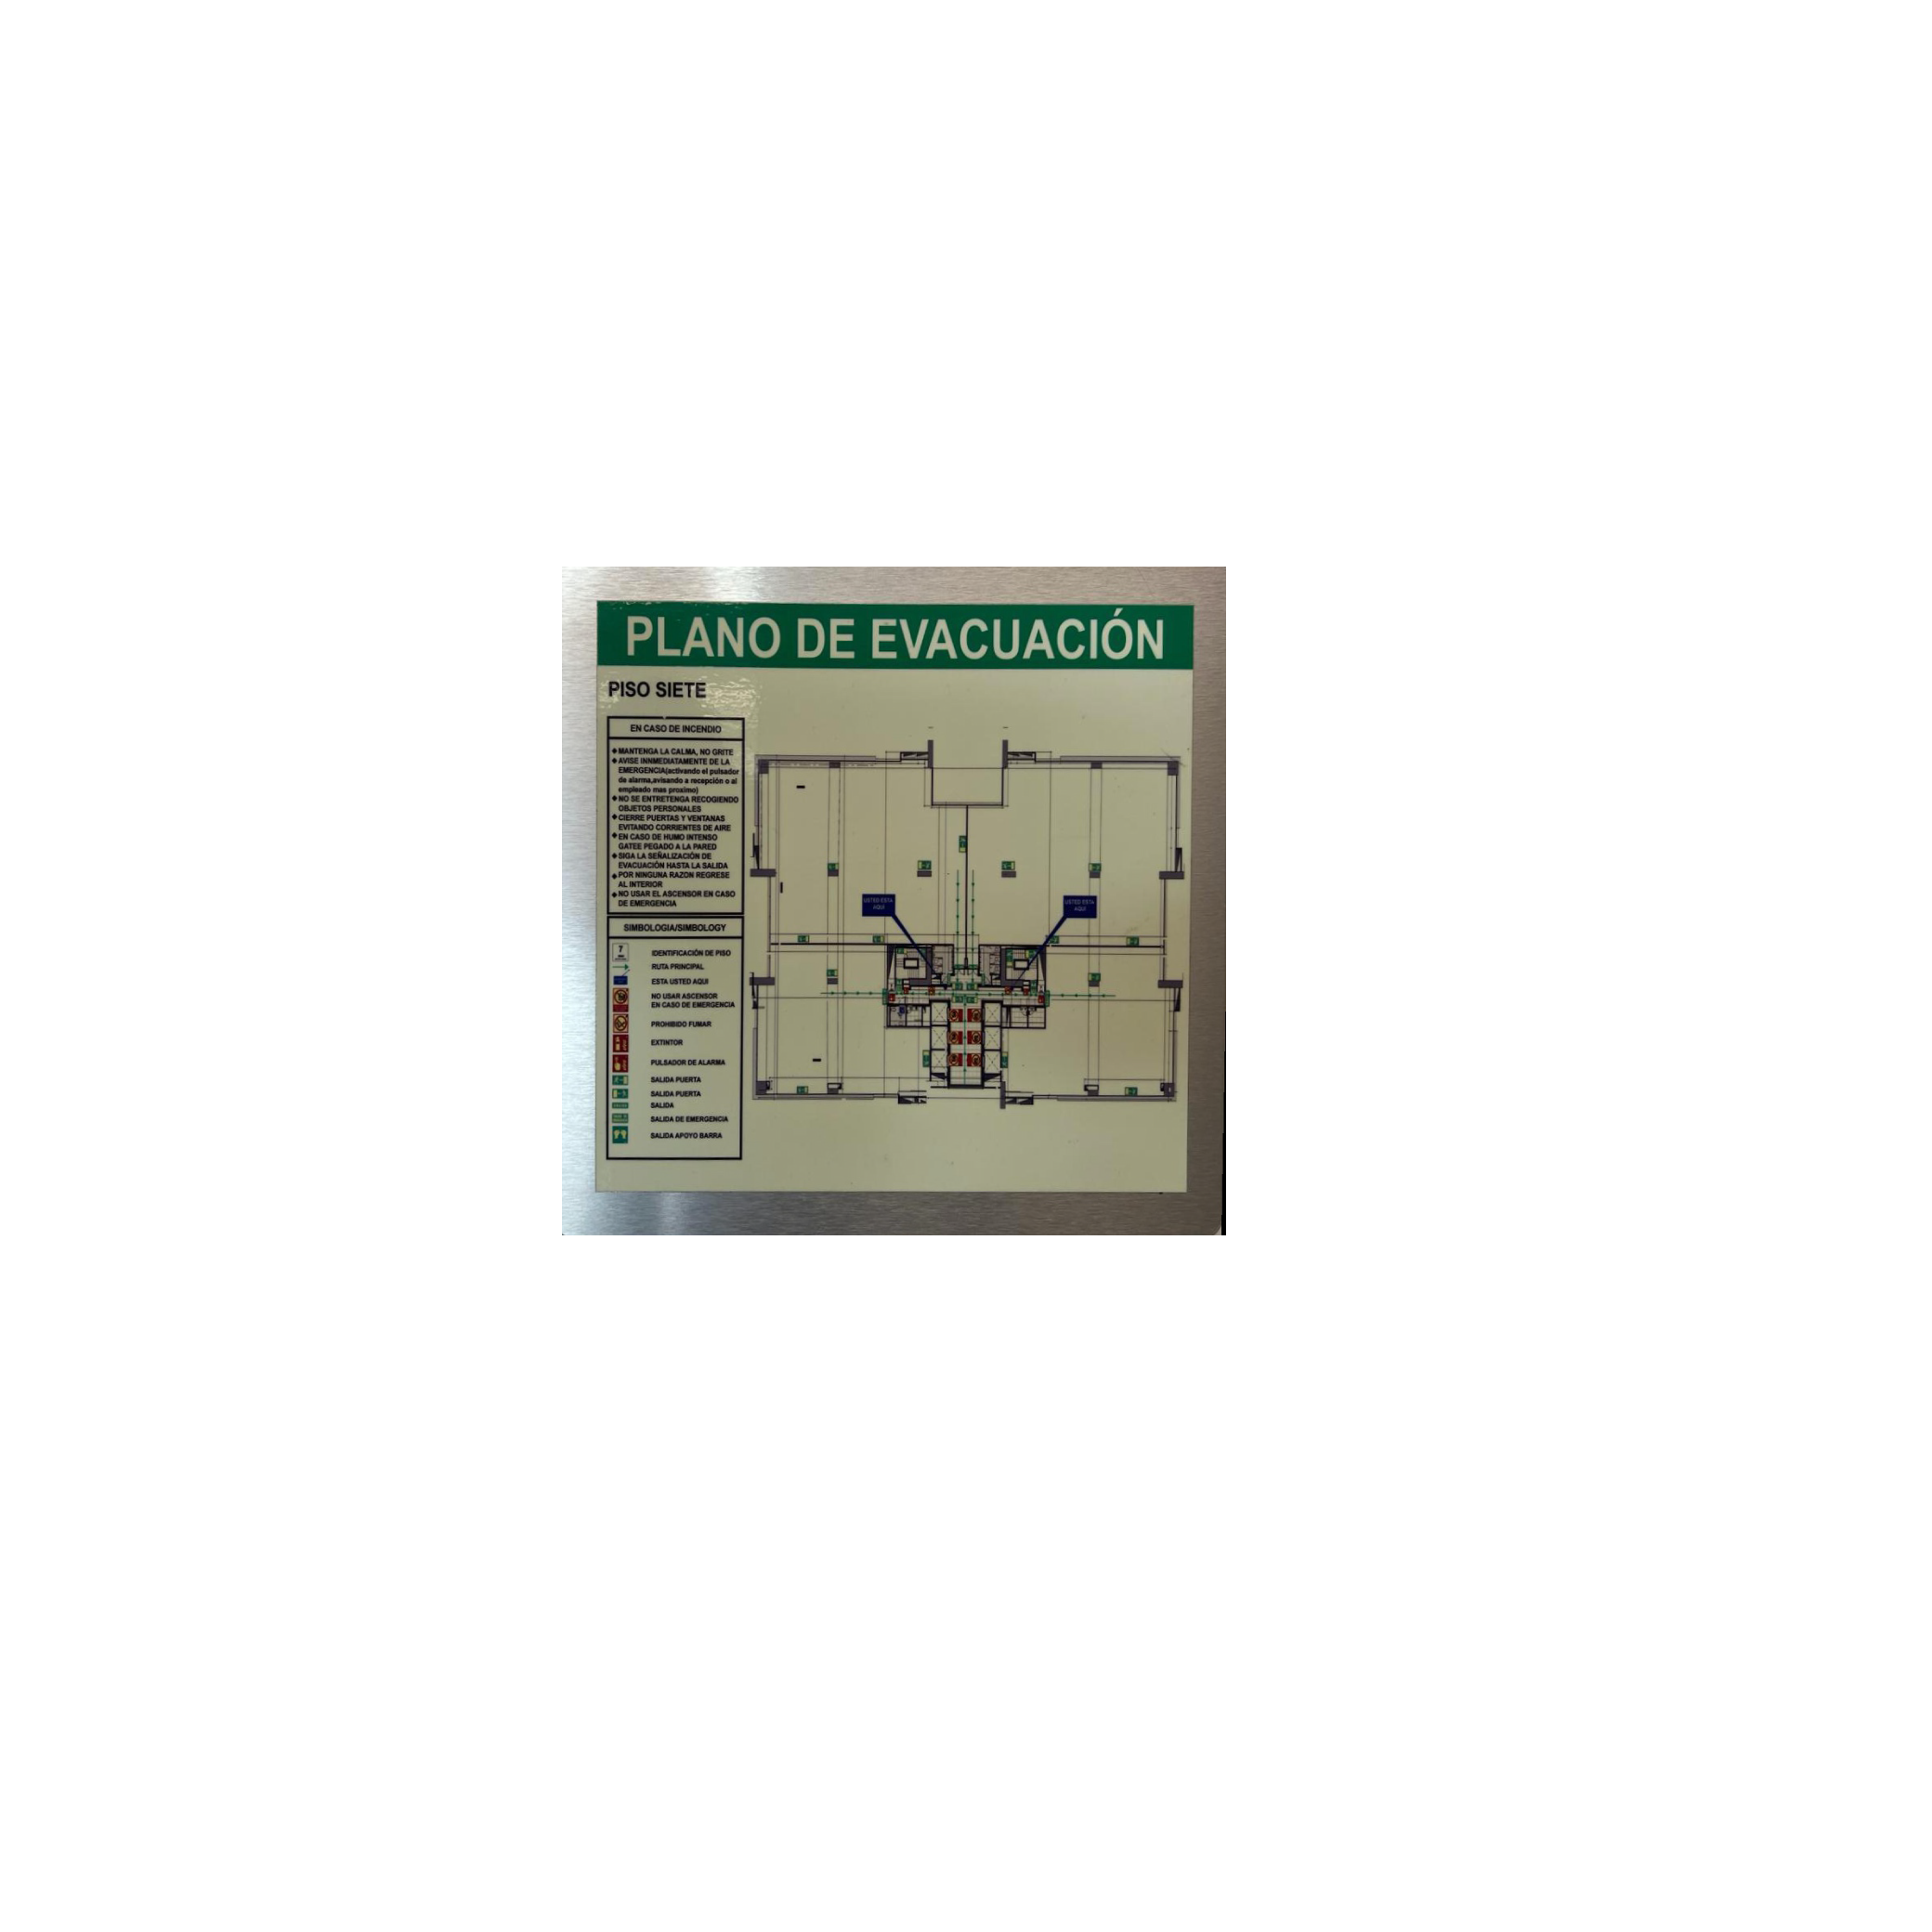 PLANO DE EVACUACIÓN
PISO SIETE
EN CASO DE INCENDIO
MANTENGA LA CALMA, NO GRITE
AVISE INNMEDIATAMENTE DE LA
EMERGENCIA(activando el pulsador
de alarma,avisando a recepción o al
empleado mas proximo)
NO SE ENTRETENGA RECOGIENDO
OBJETOS PERSONALES
CIERRE PUERTAS Y VENTANAS
EVITANDO CORRIENTES DE AIRE
EN CASO DE HUMO INTENSO
GATEE PEGADO A LA PARED
SIGA LA SEÑALIZACIÓN DE
EVACUACIÓN HASTA LA SALIDA
POR NINGUNA RAZON REGRESE
AL INTERIOR
NO USAR EL ASCENSOR EN CASO
DE EMERGENCIA
SIMBOLOGIA/SIMBOLOGY
7
IDENTIFICACIÓN DE PISO
RUTA PRINCIPAL
ESTA USTED AQUI
NO USAR ASCENSOR
EN CASO DE EMERGENCIA
PROHIBIDO FUMAR
EXTINTOR
PULSADOR DE ALARMA
SALIDA PUERTA
SALIDA PUERTA
SALIDA
SALIDA DE EMERGENCIA
SALIDA APOYO BARRA
USTED ESTA
AQUI
USTED ESTA
AQUI